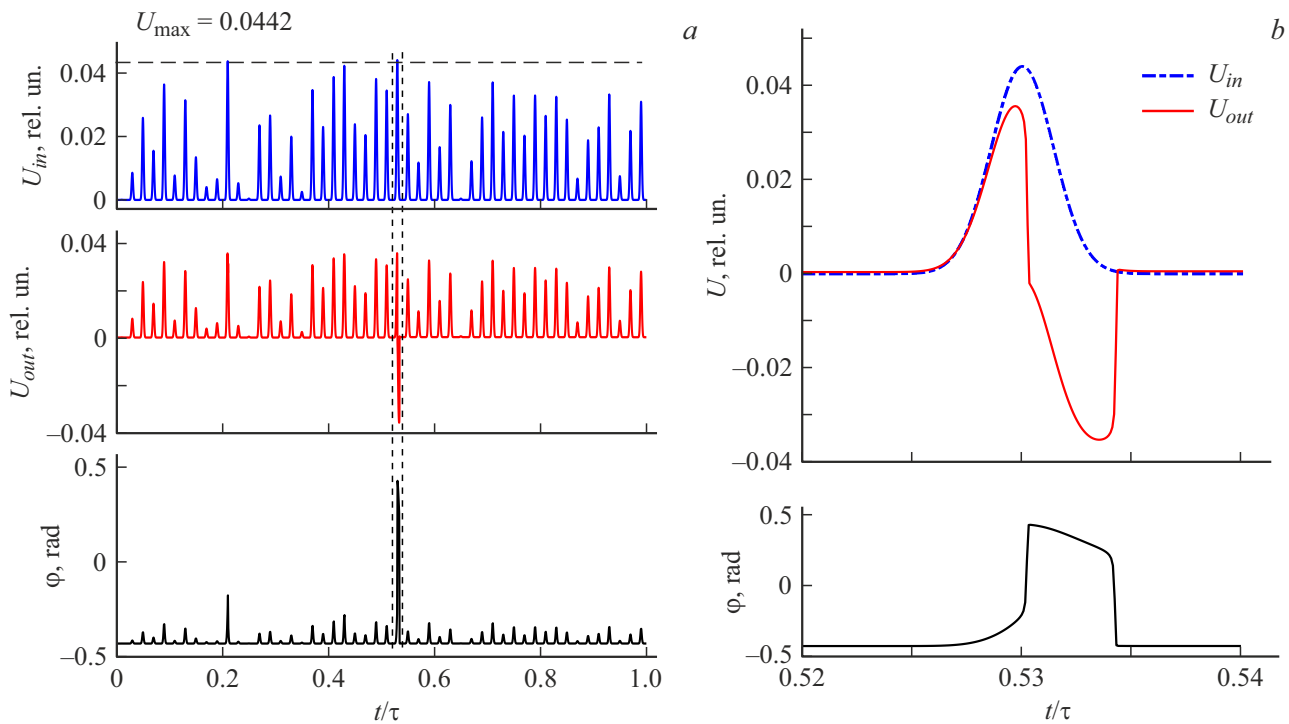 U_max = 0.0442
a
U_in, rel. un.
0.04
0.02
0
U_out, rel. un.
0.04
0
–0.04
φ, rad
0.5
0
–0.5
0 0.2 0.4 0.6 0.8 1.0
t/τ
b
U_in
U_out
U, rel. un.
0.04
0.02
0
–0.02
–0.04
φ, rad
0.5
0
–0.5
0.52 0.53 0.54
t/τ